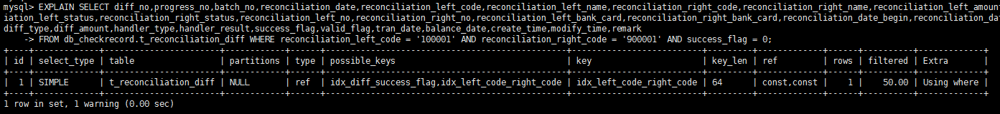 mysql> EXPLAIN SELECT diff_no,progress_no,batch_no,reconciliation_date,reconciliation_left_code,reconciliation_left_name,reconciliation_right_code,reconciliation_right_name,reconciliation_left_amount
iation_left_status,reconciliation_right_status,reconciliation_left_no,reconciliation_right_no,reconciliation_left_bank_card,reconciliation_right_bank_card,reconciliation_date_begin,reconciliation_da
diff_type,diff_amount,handler_type,handler_result,success_flag,valid_flag,tran_date,balance_date,create_time,modify_time,remark
-> FROM db_checkrecord.t_reconciliation_diff WHERE reconciliation_left_code = '100001' AND reconciliation_right_code = '900001' AND success_flag = 0;
| id | select_type | table | partitions | type | possible_keys | key | key_len | ref | rows | filtered | Extra |
| 1 | SIMPLE | t_reconciliation_diff | NULL | ref | idx_diff_success_flag,idx_left_code_right_code | idx_left_code_right_code | 64 | const,const | 1 | 50.00 | Using where |
1 row in set, 1 warning (0.00 sec)